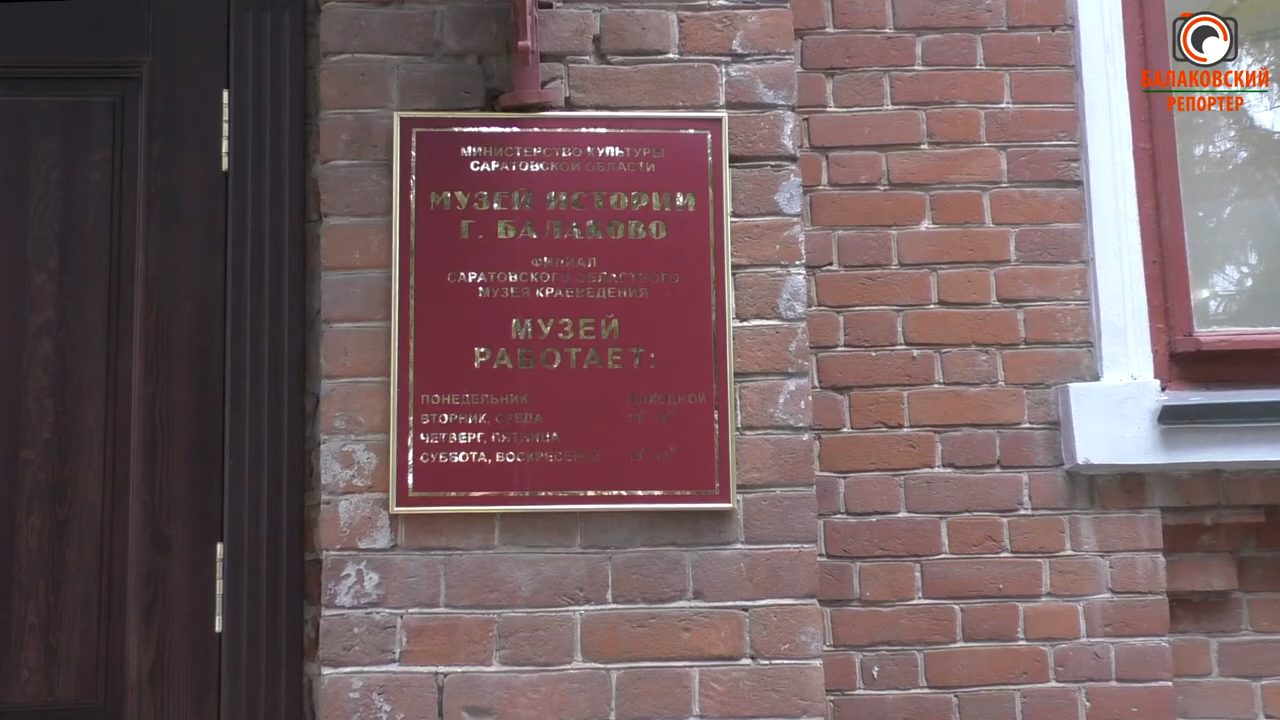 БАЛАКОВСКИЙ
РЕПОРТЕР
МИНИСТЕРСТВО КУЛЬТУРЫ
САРАТОВСКОЙ ОБЛАСТИ
МУЗЕЙ ИСТОРИИ
Г. БАЛАКОВО
ФИЛИАЛ
САРАТОВСКОГО ОБЛАСТНОГО
МУЗЕЯ КРАЕВЕДЕНИЯ
МУЗЕЙ
РАБОТАЕТ:
ПОНЕДЕЛЬНИК ВЫХОДНОЙ
ВТОРНИК, СРЕДА
ЧЕТВЕРГ, ПЯТНИЦА
СУББОТА, ВОСКРЕСЕНЬЕ